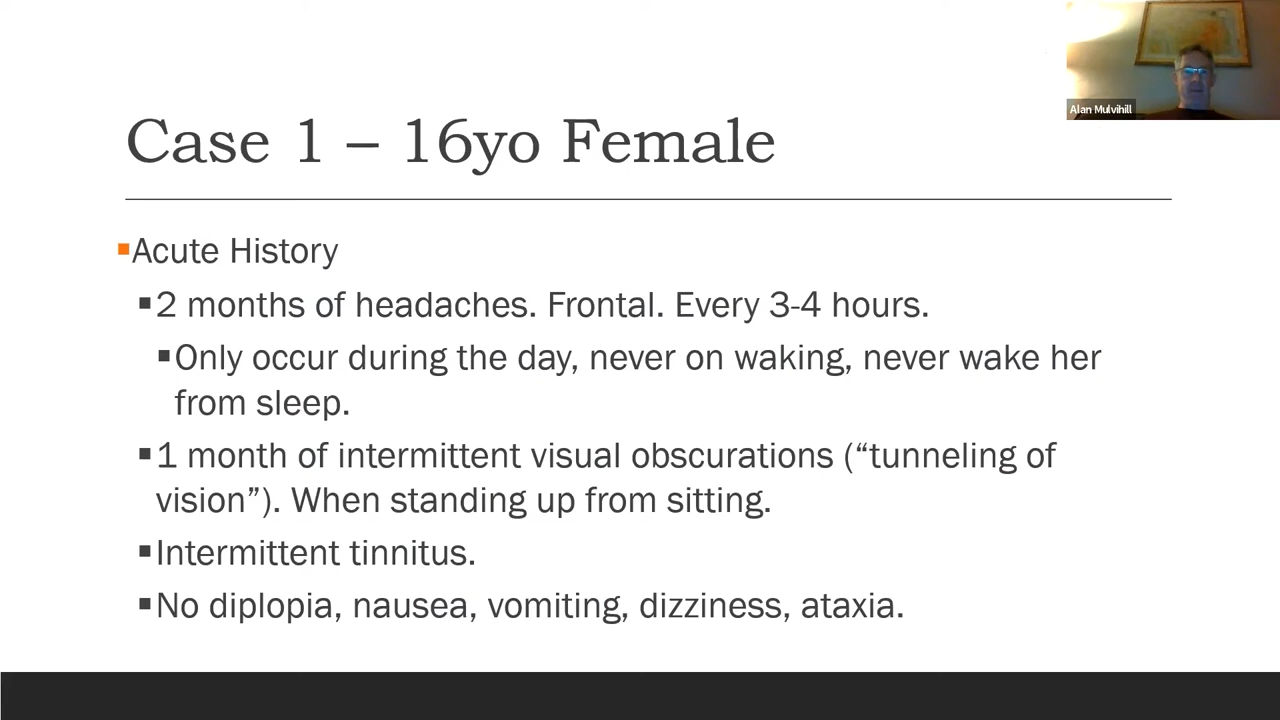 Alan Mulvihill
Case 1 – 16yo Female
▪Acute History
▪2 months of headaches. Frontal. Every 3-4 hours.
▪Only occur during the day, never on waking, never wake her
from sleep.
▪1 month of intermittent visual obscurations (“tunneling of
vision”). When standing up from sitting.
▪Intermittent tinnitus.
▪No diplopia, nausea, vomiting, dizziness, ataxia.